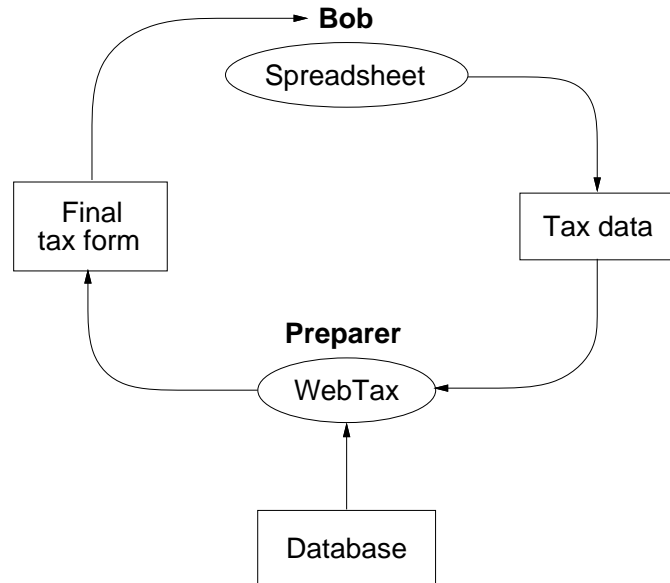 Bob
Spreadsheet
Final
tax form
Tax data
Preparer
WebTax
Database